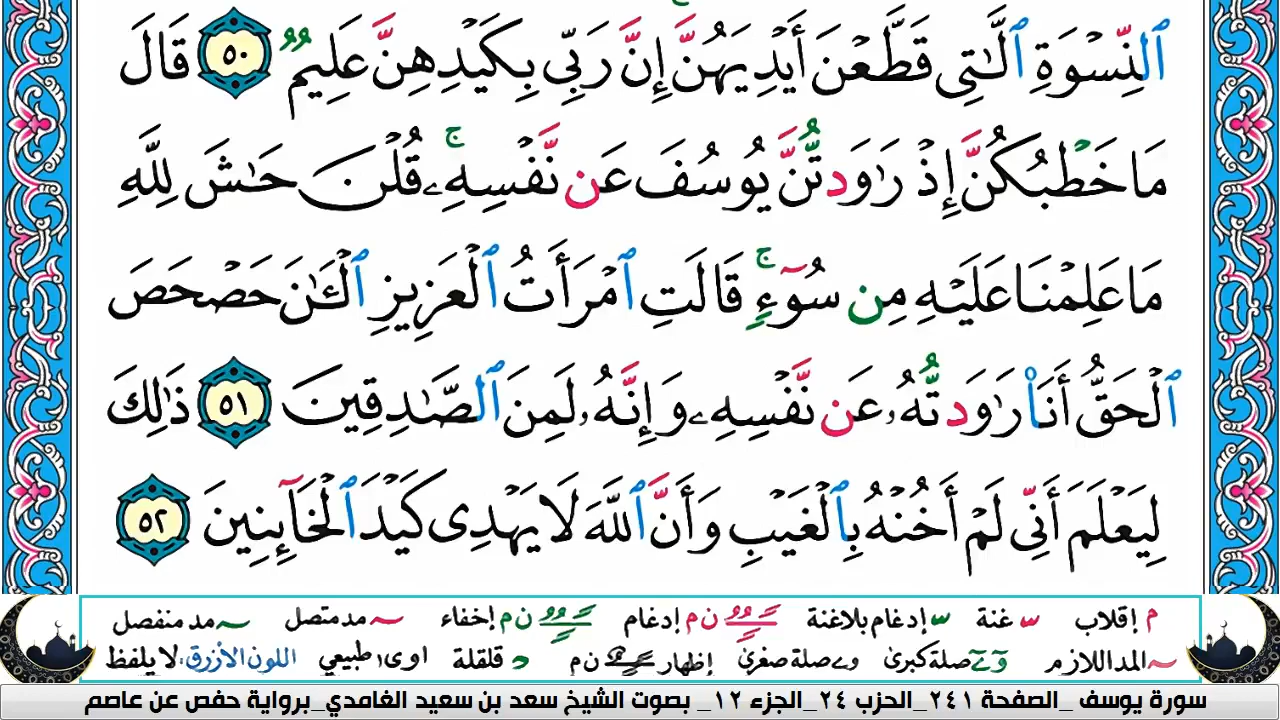 ٱلنِّسۡوَةِ ٱلَّـٰتِى قَطَّعۡنَ أَيۡدِيَهُنَّ إِنَّ رَبِّى بِكَيۡدِهِنَّ عَلِيمٌ ٥٠ قَالَ
مَا خَطۡبُكُنَّ إِذۡ رَٰوَدتُّنَّ يُوسُفَ عَن نَّفۡسِهِۦۚ قُلۡنَ حَـٰشَ لِلَّهِ
مَا عَلِمۡنَا عَلَيۡهِ مِن سُوٓءٍۚ قَالَتِ ٱمۡرَأَتُ ٱلۡعَزِيزِ ٱلۡـَٔـٰنَ حَصۡحَصَ
ٱلۡحَقُّ أَنَا۠ رَٰوَدتُّهُۥ عَن نَّفۡسِهِۦ وَإِنَّهُۥ لَمِنَ ٱلصَّـٰدِقِينَ ٥١ ذَٰلِكَ
لِيَعۡلَمَ أَنِّى لَمۡ أَخُنۡهُ بِٱلۡغَيۡبِ وَأَنَّ ٱللَّهَ لَا يَهۡدِى كَيۡدَ ٱلۡخَآئِنِينَ ٥٢
م إقلاب غنة إدغام بلاغنة ن م إدغام ن م إخفاء مد متصل مد منفصل
المد اللازم وے صلة كبرى وے صلة صغرى إظهار ن م قلقلة د اوى طبيعي اللون الأزرق: لا يلفظ
سورة يوسف _الصفحة ٢٤١_الحزب ٢٤_الجزء ١٢_ بصوت الشيخ سعد بن سعيد الغامدي_برواية حفص عن عاصم